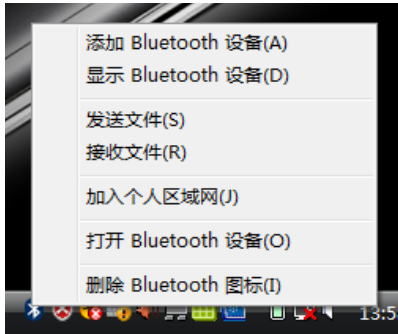 添加 Bluetooth 设备(A)
显示 Bluetooth 设备(D)
发送文件(S)
接收文件(R)
加入个人区域网(J)
打开 Bluetooth 设备(O)
删除 Bluetooth 图标(I)
13:5